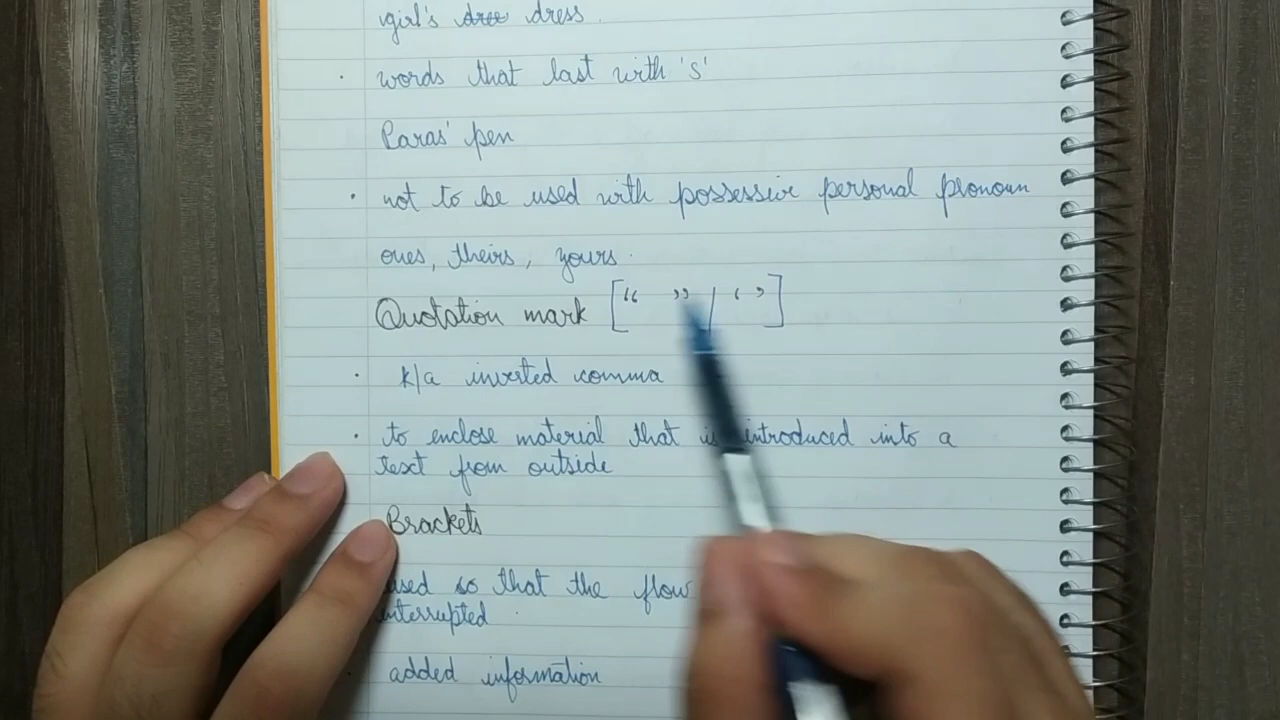 girl's dree dress.
· words that last with 's'
Paras' pen
· not to be used with possessive personal pronoun
ones, theirs, yours.
Quotation mark [“ ” / ‘ ’]
· k/a inverted comma
· to enclose material that is introduced into a
text from outside
Brackets
used so that the flow
interrupted.
· added information